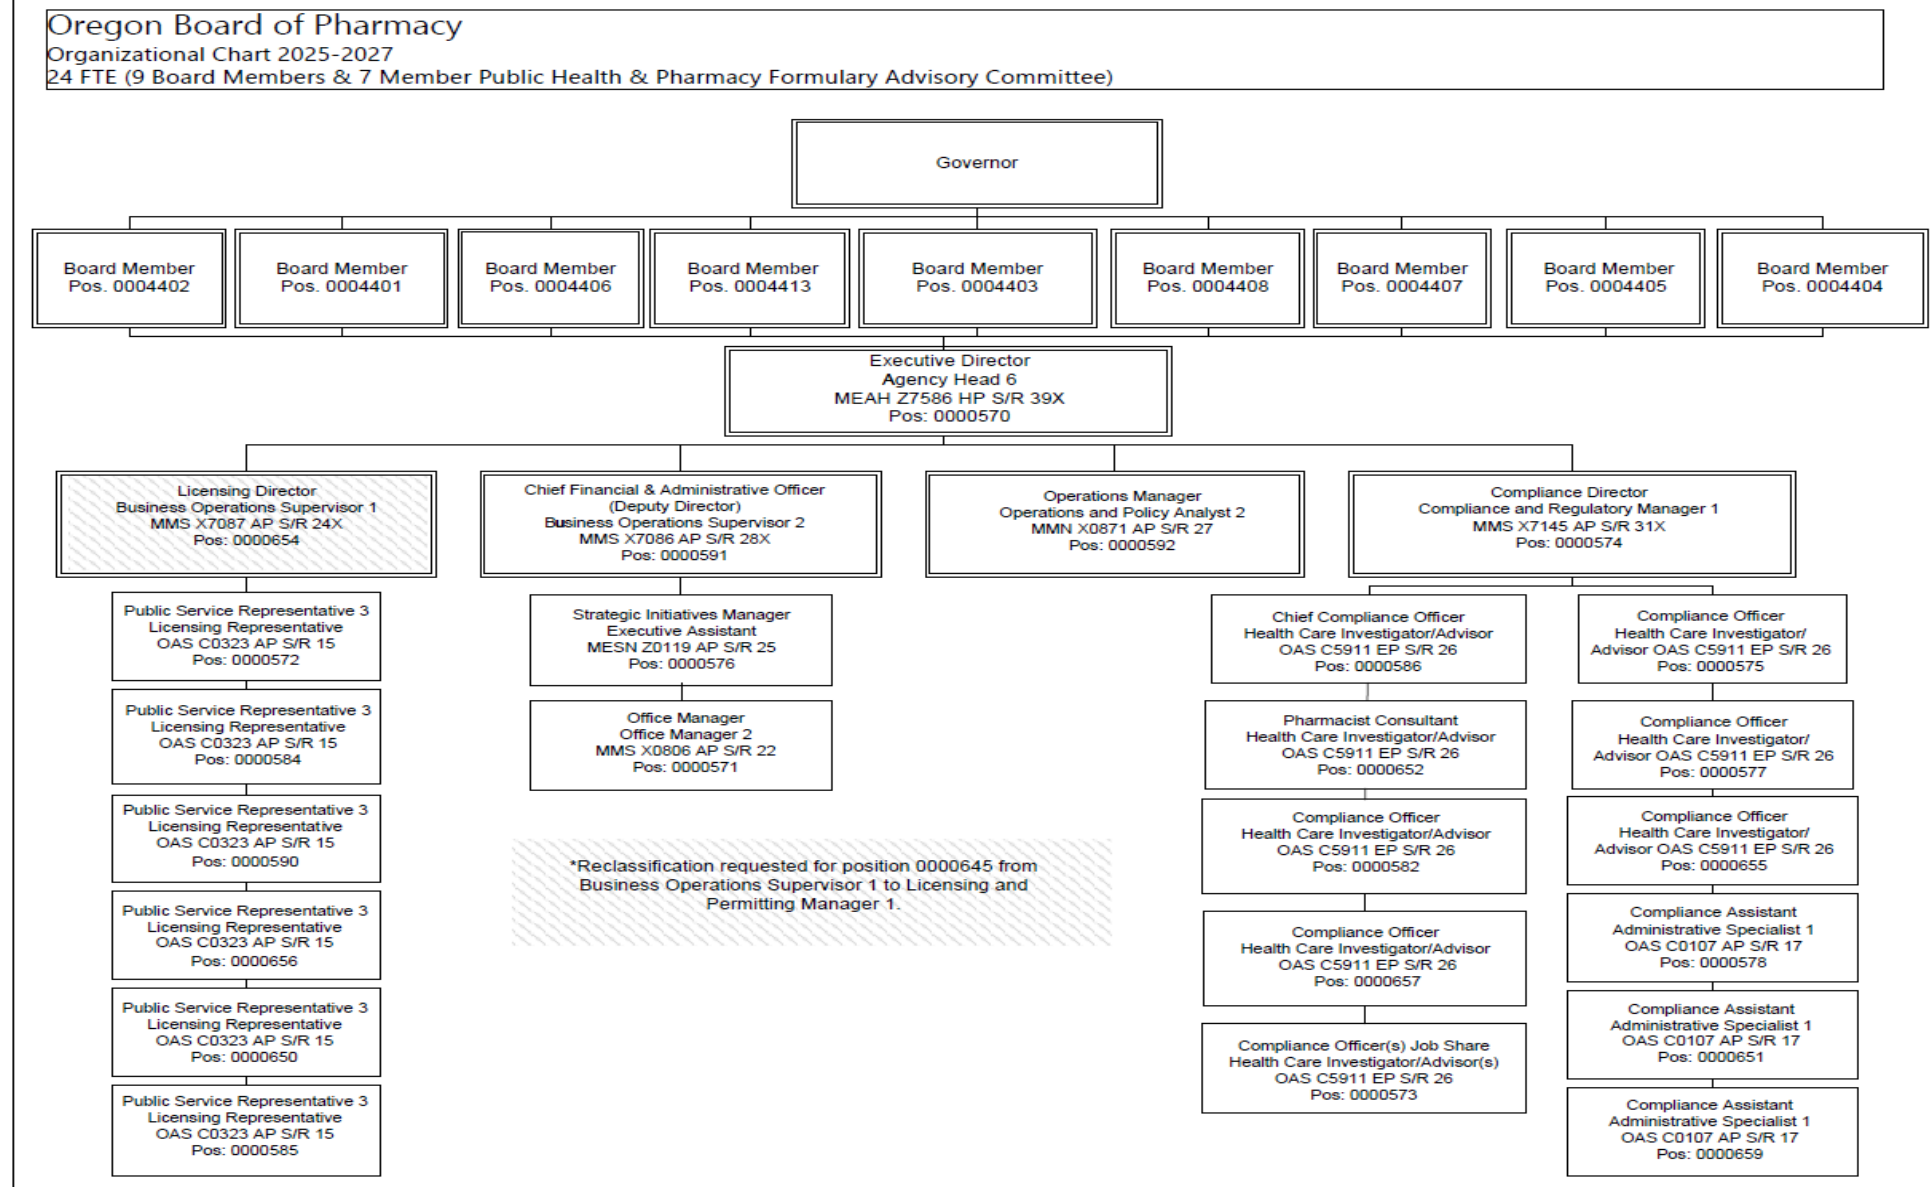 Oregon Board of Pharmacy
Organizational Chart 2025-2027
24 FTE (9 Board Members & 7 Member Public Health & Pharmacy Formulary Advisory Committee)
Governor
Board Member
Pos. 0004402
Board Member
Pos. 0004401
Board Member
Pos. 0004406
Board Member
Pos. 0004413
Board Member
Pos. 0004403
Board Member
Pos. 0004408
Board Member
Pos. 0004407
Board Member
Pos. 0004405
Board Member
Pos. 0004404
Executive Director
Agency Head 6
MEAH Z7586 HP S/R 39X
Pos: 0000570
Licensing Director
Business Operations Supervisor 1
MMS X7087 AP S/R 24X
Pos: 0000654
Chief Financial & Administrative Officer
(Deputy Director)
Business Operations Supervisor 2
MMS X7086 AP S/R 28X
Pos: 0000591
Operations Manager
Operations and Policy Analyst 2
MMN X0871 AP S/R 27
Pos: 0000592
Compliance Director
Compliance and Regulatory Manager 1
MMS X7145 AP S/R 31X
Pos: 0000574
Public Service Representative 3
Licensing Representative
OAS C0323 AP S/R 15
Pos: 0000572
Public Service Representative 3
Licensing Representative
OAS C0323 AP S/R 15
Pos: 0000584
Public Service Representative 3
Licensing Representative
OAS C0323 AP S/R 15
Pos: 0000590
Public Service Representative 3
Licensing Representative
OAS C0323 AP S/R 15
Pos: 0000656
Public Service Representative 3
Licensing Representative
OAS C0323 AP S/R 15
Pos: 0000650
Public Service Representative 3
Licensing Representative
OAS C0323 AP S/R 15
Pos: 0000585
Strategic Initiatives Manager
Executive Assistant
MESN Z0119 AP S/R 25
Pos: 0000576
Office Manager
Office Manager 2
MMS X0806 AP S/R 22
Pos: 0000571
*Reclassification requested for position 0000645 from
Business Operations Supervisor 1 to Licensing and
Permitting Manager 1.
Chief Compliance Officer
Health Care Investigator/Advisor
OAS C5911 EP S/R 26
Pos: 0000586
Pharmacist Consultant
Health Care Investigator/Advisor
OAS C5911 EP S/R 26
Pos: 0000652
Compliance Officer
Health Care Investigator/Advisor
OAS C5911 EP S/R 26
Pos: 0000582
Compliance Officer
Health Care Investigator/Advisor
OAS C5911 EP S/R 26
Pos: 0000657
Compliance Officer(s) Job Share
Health Care Investigator/Advisor(s)
OAS C5911 EP S/R 26
Pos: 0000573
Compliance Officer
Health Care Investigator/
Advisor OAS C5911 EP S/R 26
Pos: 0000575
Compliance Officer
Health Care Investigator/
Advisor OAS C5911 EP S/R 26
Pos: 0000577
Compliance Officer
Health Care Investigator/
Advisor OAS C5911 EP S/R 26
Pos: 0000655
Compliance Assistant
Administrative Specialist 1
OAS C0107 AP S/R 17
Pos: 0000578
Compliance Assistant
Administrative Specialist 1
OAS C0107 AP S/R 17
Pos: 0000651
Compliance Assistant
Administrative Specialist 1
OAS C0107 AP S/R 17
Pos: 0000659